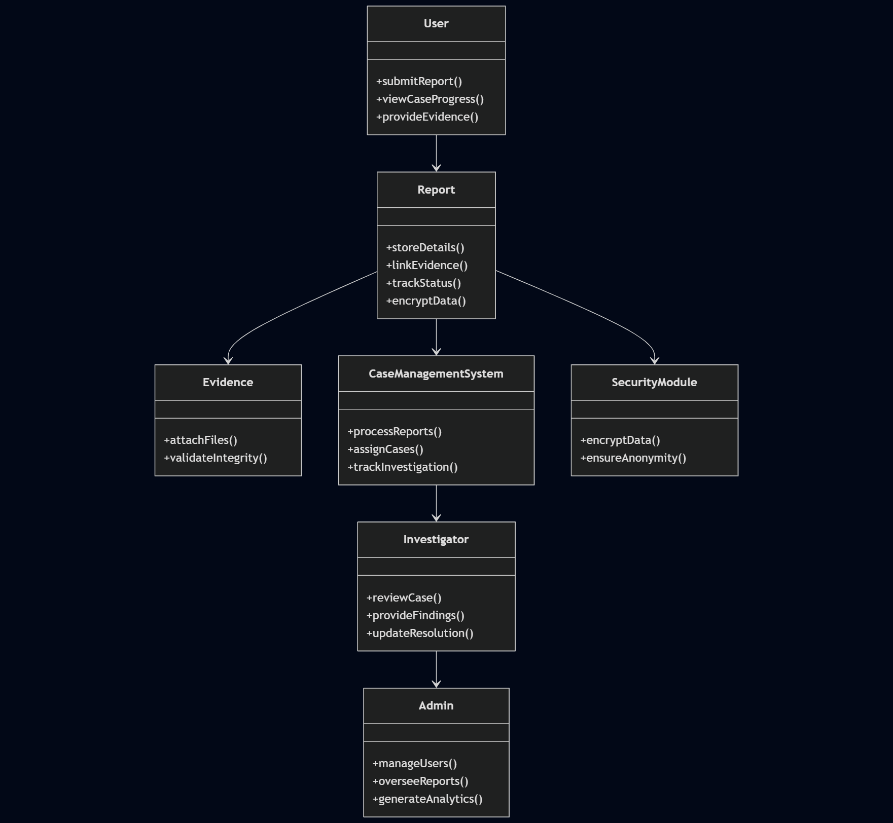 User
+submitReport()
+viewCaseProgress()
+provideEvidence()
Report
+storeDetails()
+linkEvidence()
+trackStatus()
+encryptData()
Evidence
+attachFiles()
+validateIntegrity()
CaseManagementSystem
+processReports()
+assignCases()
+trackInvestigation()
SecurityModule
+encryptData()
+ensureAnonymity()
Investigator
+reviewCase()
+provideFindings()
+updateResolution()
Admin
+manageUsers()
+overseeReports()
+generateAnalytics()